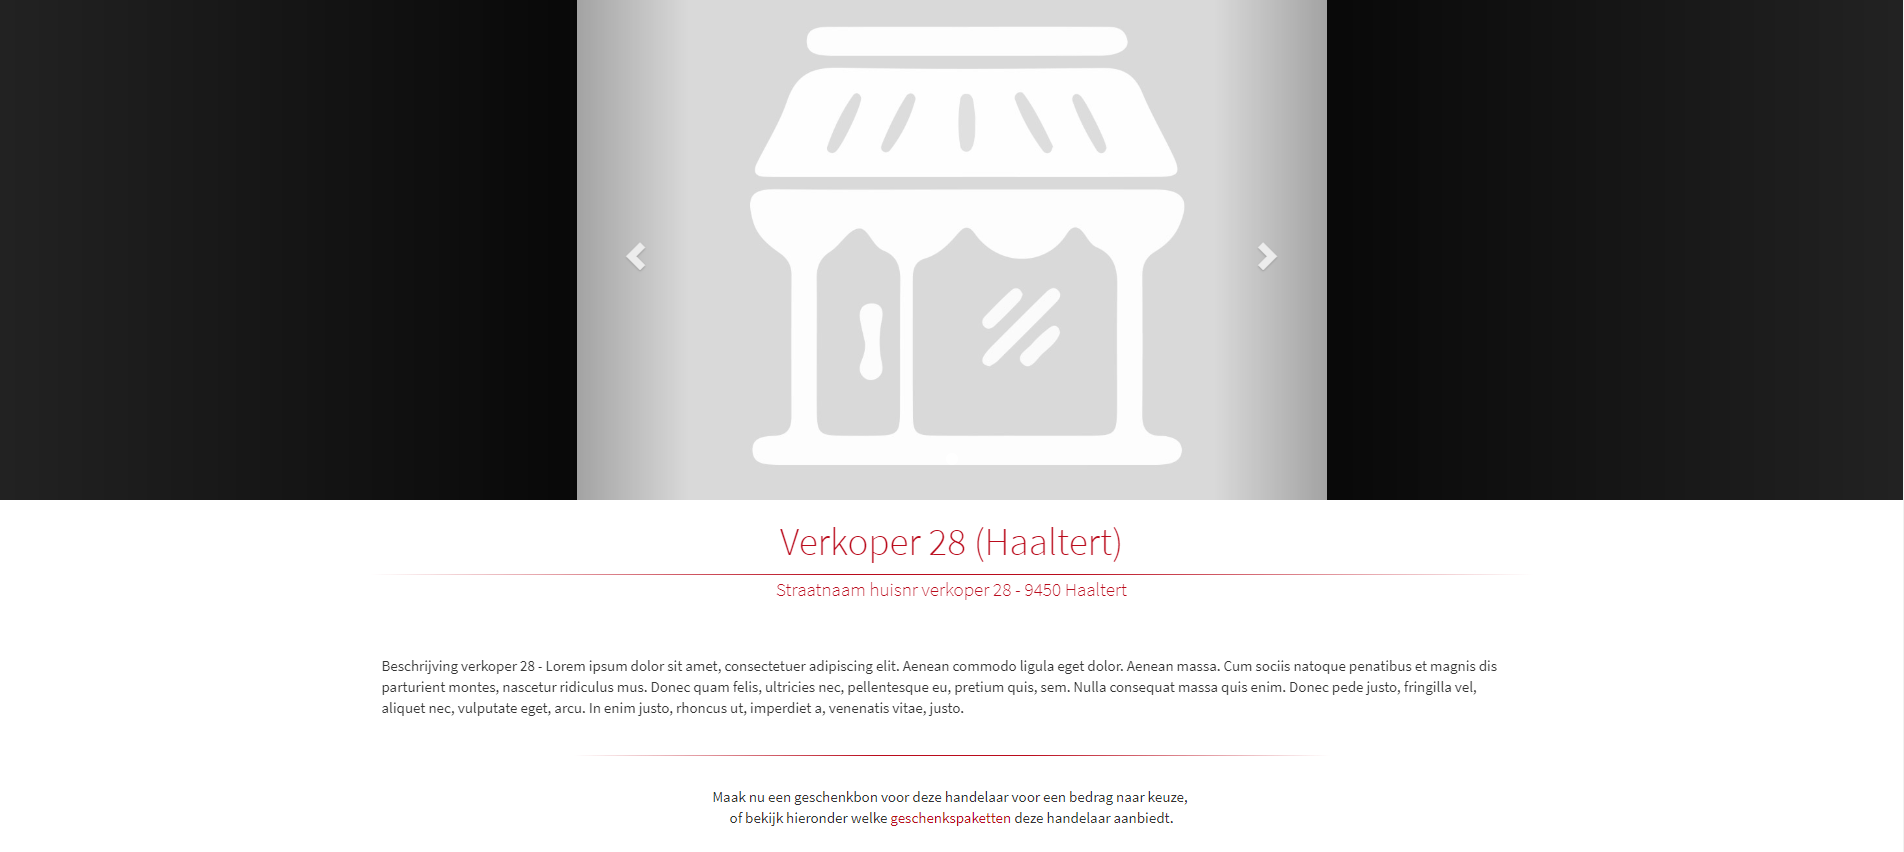 Verkoper 28 (Haaltert)
Straatnaam huisnr verkoper 28 - 9450 Haaltert
Beschrijving verkoper 28 - Lorem ipsum dolor sit amet, consectetuer adipiscing elit. Aenean commodo ligula eget dolor. Aenean massa. Cum sociis natoque penatibus et magnis dis
parturient montes, nascetur ridiculus mus. Donec quam felis, ultricies nec, pellentesque eu, pretium quis, sem. Nulla consequat massa quis enim. Donec pede justo, fringilla vel,
aliquet nec, vulputate eget, arcu. In enim justo, rhoncus ut, imperdiet a, venenatis vitae, justo.
Maak nu een geschenkbon voor deze handelaar voor een bedrag naar keuze,
of bekijk hieronder welke geschenkspaketten deze handelaar aanbiedt.